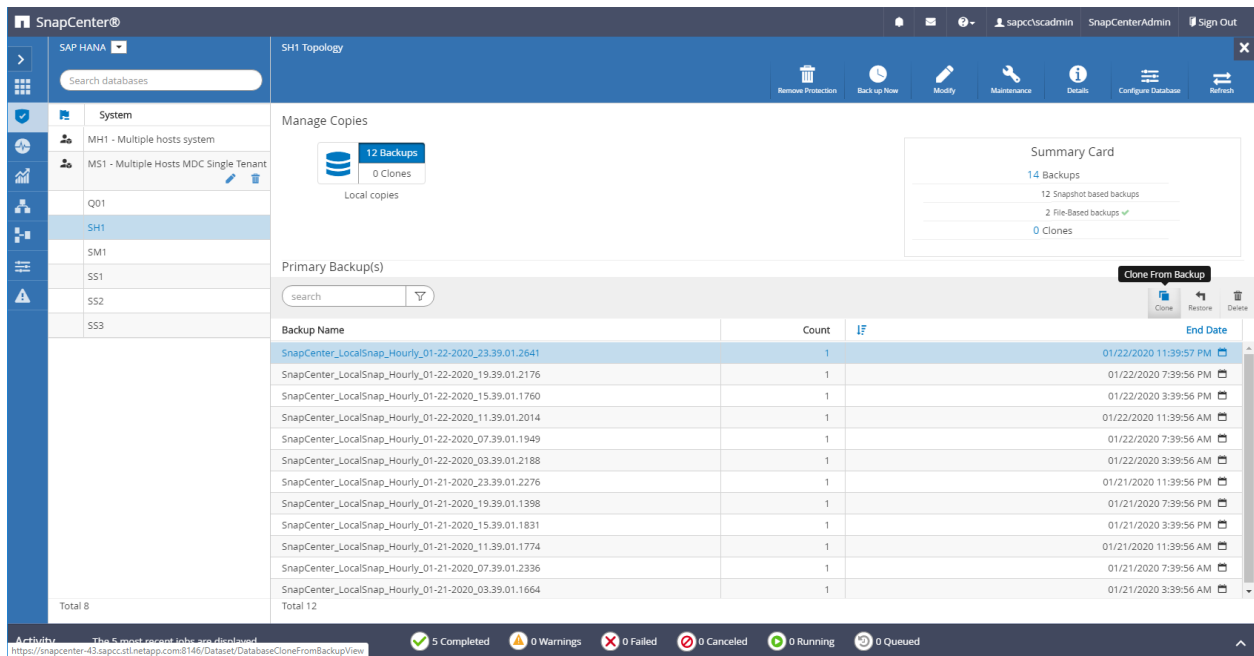 SnapCenter®
sapcc\scadmin SnapCenterAdmin Sign Out
SAP HANA
SH1 Topology
Search databases
Remove Protection
Back up Now
Modify
Maintenance
Details
Configure Database
Refresh
System
MH1 - Multiple hosts system
MS1 - Multiple Hosts MDC Single Tenant
Q01
SH1
SM1
SS1
SS2
SS3
Total 8
Manage Copies
12 Backups
0 Clones
Local copies
Summary Card
14 Backups
12 Snapshot based backups
2 File-Based backups
0 Clones
Primary Backup(s)
Clone From Backup
search
Clone Restore Delete
Backup Name Count End Date
SnapCenter_LocalSnap_Hourly_01-22-2020_23.39.01.2641 1 01/22/2020 11:39:57 PM
SnapCenter_LocalSnap_Hourly_01-22-2020_19.39.01.2176 1 01/22/2020 7:39:56 PM
SnapCenter_LocalSnap_Hourly_01-22-2020_15.39.01.1760 1 01/22/2020 3:39:56 PM
SnapCenter_LocalSnap_Hourly_01-22-2020_11.39.01.2014 1 01/22/2020 11:39:56 AM
SnapCenter_LocalSnap_Hourly_01-22-2020_07.39.01.1949 1 01/22/2020 7:39:56 AM
SnapCenter_LocalSnap_Hourly_01-22-2020_03.39.01.2188 1 01/22/2020 3:39:56 AM
SnapCenter_LocalSnap_Hourly_01-21-2020_23.39.01.2276 1 01/21/2020 11:39:56 PM
SnapCenter_LocalSnap_Hourly_01-21-2020_19.39.01.1398 1 01/21/2020 7:39:56 PM
SnapCenter_LocalSnap_Hourly_01-21-2020_15.39.01.1831 1 01/21/2020 3:39:56 PM
SnapCenter_LocalSnap_Hourly_01-21-2020_11.39.01.1774 1 01/21/2020 11:39:56 AM
SnapCenter_LocalSnap_Hourly_01-21-2020_07.39.01.2336 1 01/21/2020 7:39:56 AM
SnapCenter_LocalSnap_Hourly_01-21-2020_03.39.01.1664 1 01/21/2020 3:39:56 AM
Total 12
Activity The 5 most recent jobs are displayed 5 Completed 0 Warnings 0 Failed 0 Canceled 0 Running 0 Queued
https://snapcenter-43.sapcc.stl.netapp.com:8146/Dataset/DatabaseCloneFromBackupView